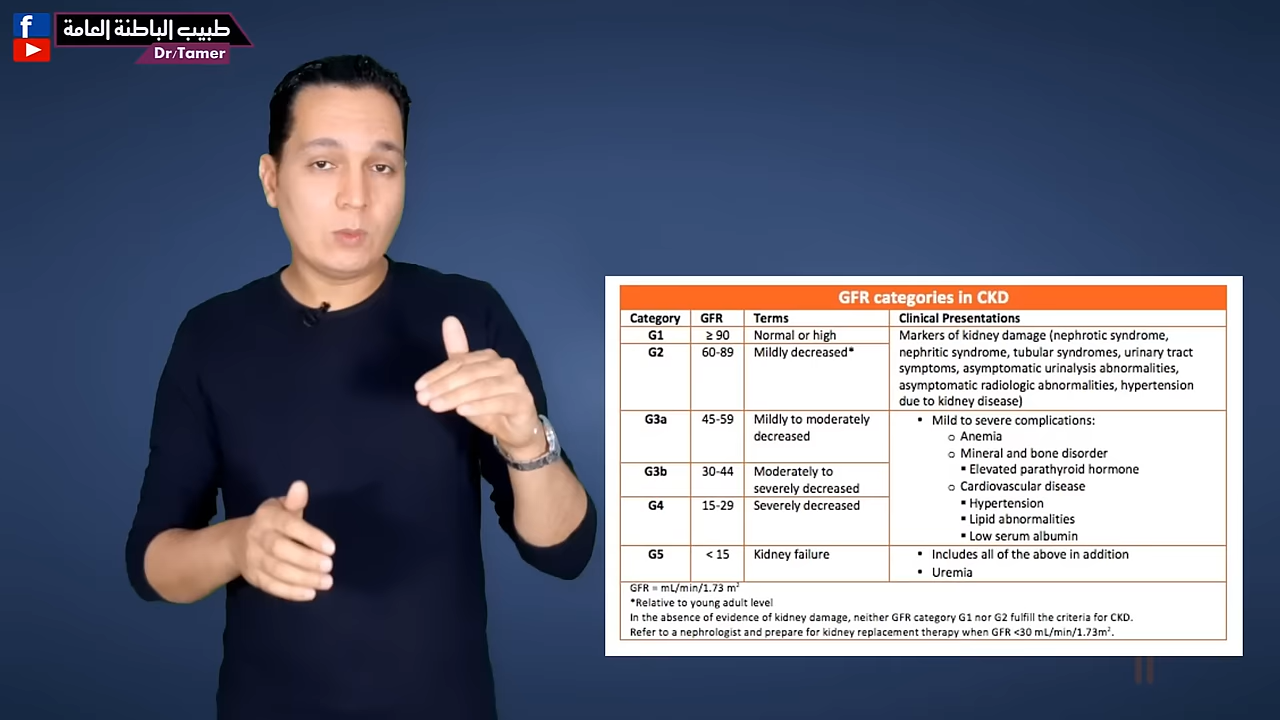 f
طبيب الباطنة العامة
Dr/Tamer
GFR categories in CKD
Category GFR Terms Clinical Presentations
G1 ≥ 90 Normal or high
G2 60-89 Mildly decreased*
Markers of kidney damage (nephrotic syndrome,
nephritic syndrome, tubular syndromes, urinary tract
symptoms, asymptomatic urinalysis abnormalities,
asymptomatic radiologic abnormalities, hypertension
due to kidney disease)
G3a 45-59 Mildly to moderately
decreased
G3b 30-44 Moderately to
severely decreased
G4 15-29 Severely decreased
▪ Mild to severe complications:
o Anemia
o Mineral and bone disorder
▪ Elevated parathyroid hormone
o Cardiovascular disease
▪ Hypertension
▪ Lipid abnormalities
▪ Low serum albumin
G5 < 15 Kidney failure
▪ Includes all of the above in addition
▪ Uremia
GFR = mL/min/1.73 m²
*Relative to young adult level
In the absence of evidence of kidney damage, neither GFR category G1 nor G2 fulfill the criteria for CKD.
Refer to a nephrologist and prepare for kidney replacement therapy when GFR <30 mL/min/1.73m².